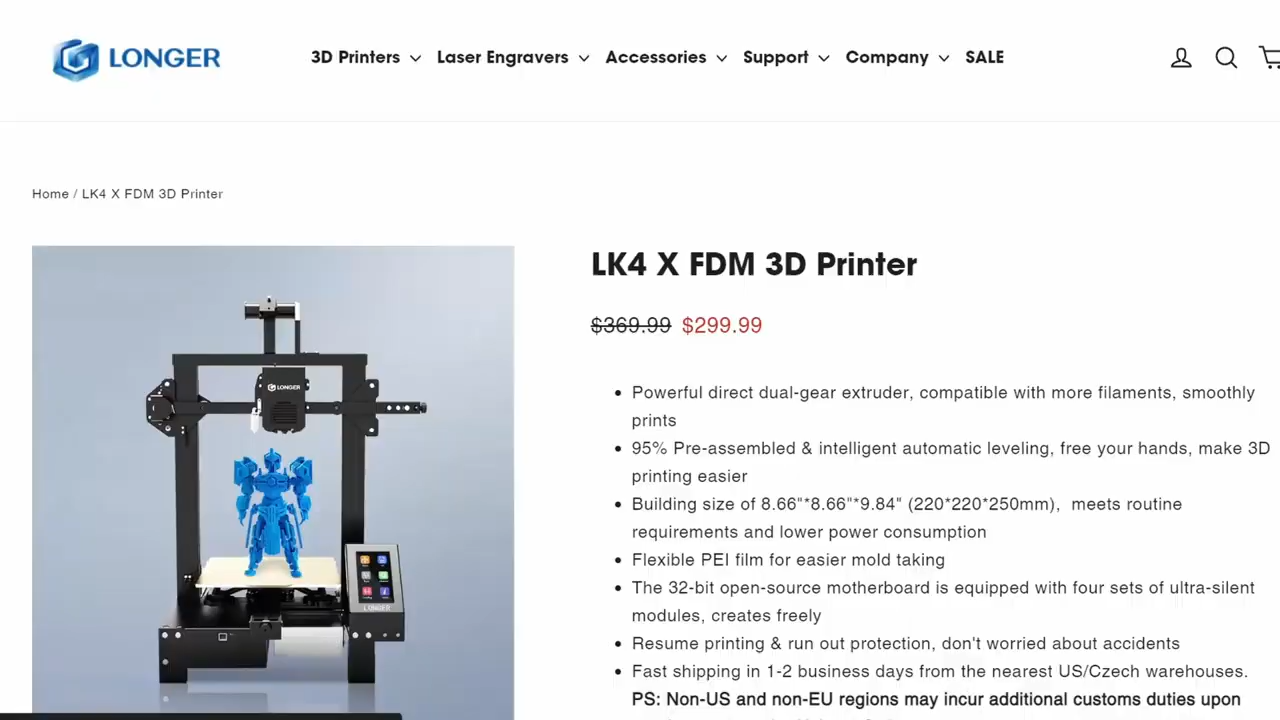 LONGER
3D Printers Laser Engravers Accessories Support Company SALE
Home / LK4 X FDM 3D Printer
LONGER
LONGER
LK4 X FDM 3D Printer
$369.99 $299.99
• Powerful direct dual-gear extruder, compatible with more filaments, smoothly
prints
• 95% Pre-assembled & intelligent automatic leveling, free your hands, make 3D
printing easier
• Building size of 8.66"*8.66"*9.84" (220*220*250mm), meets routine
requirements and lower power consumption
• Flexible PEI film for easier mold taking
• The 32-bit open-source motherboard is equipped with four sets of ultra-silent
modules, creates freely
• Resume printing & run out protection, don't worried about accidents
• Fast shipping in 1-2 business days from the nearest US/Czech warehouses.
PS: Non-US and non-EU regions may incur additional customs duties upon